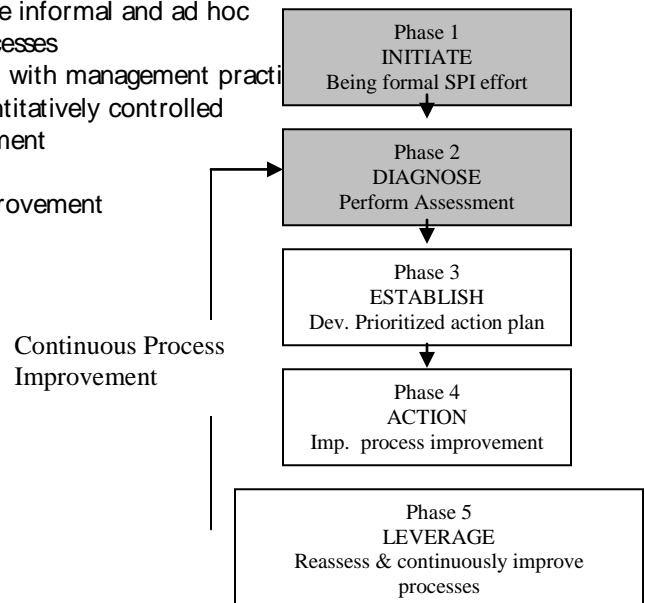 e informal and ad hoc
cesses
with management practi
ntitatively controlled
ment
rovement
Phase 1
INITIATE
Being formal SPI effort
Phase 2
DIAGNOSE
Perform Assessment
Phase 3
ESTABLISH
Dev. Prioritized action plan
Continuous Process
Improvement
Phase 4
ACTION
Imp. process improvement
Phase 5
LEVERAGE
Reassess & continuously improve
processes